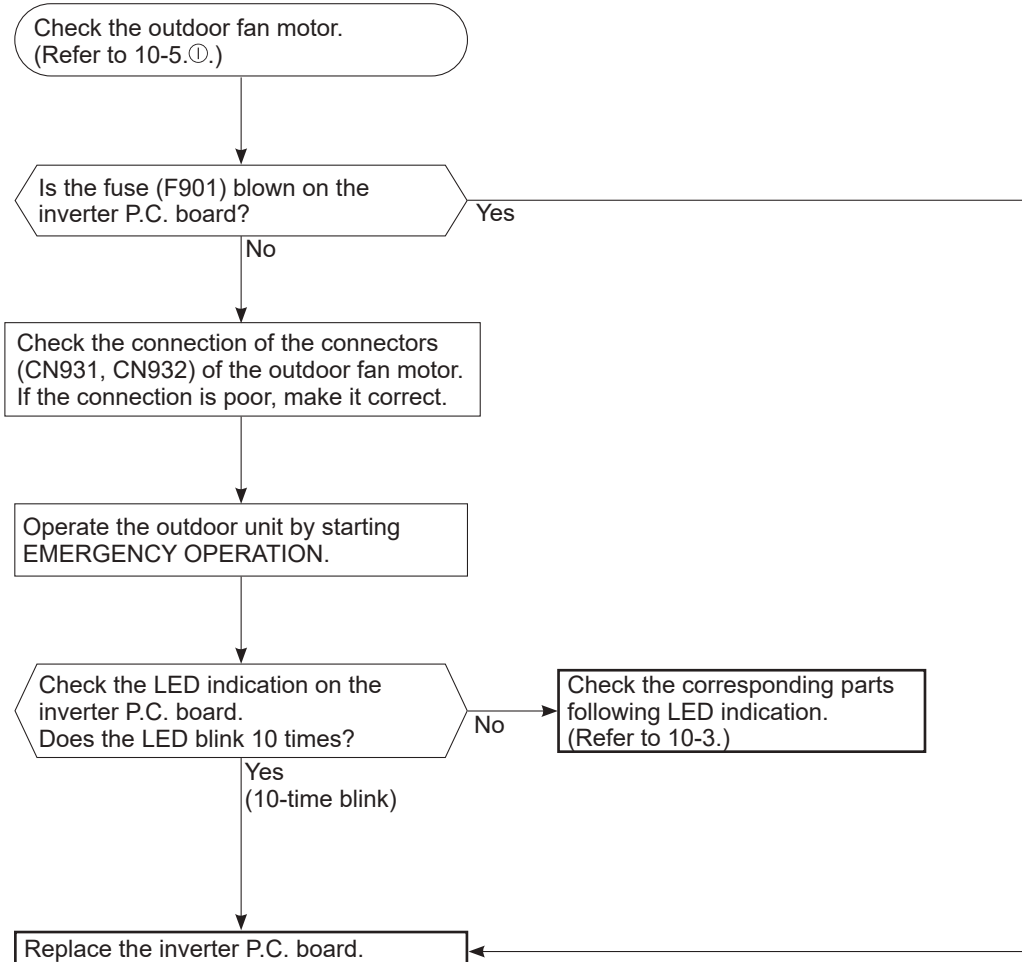 Check the outdoor fan motor.
(Refer to 10-5.Ⓘ.)
Is the fuse (F901) blown on the
inverter P.C. board?
Yes
No
Check the connection of the connectors
(CN931, CN932) of the outdoor fan motor.
If the connection is poor, make it correct.
Operate the outdoor unit by starting
EMERGENCY OPERATION.
Check the LED indication on the
inverter P.C. board.
Does the LED blink 10 times?
No
Check the corresponding parts
following LED indication.
(Refer to 10-3.)
Yes
(10-time blink)
Replace the inverter P.C. board.